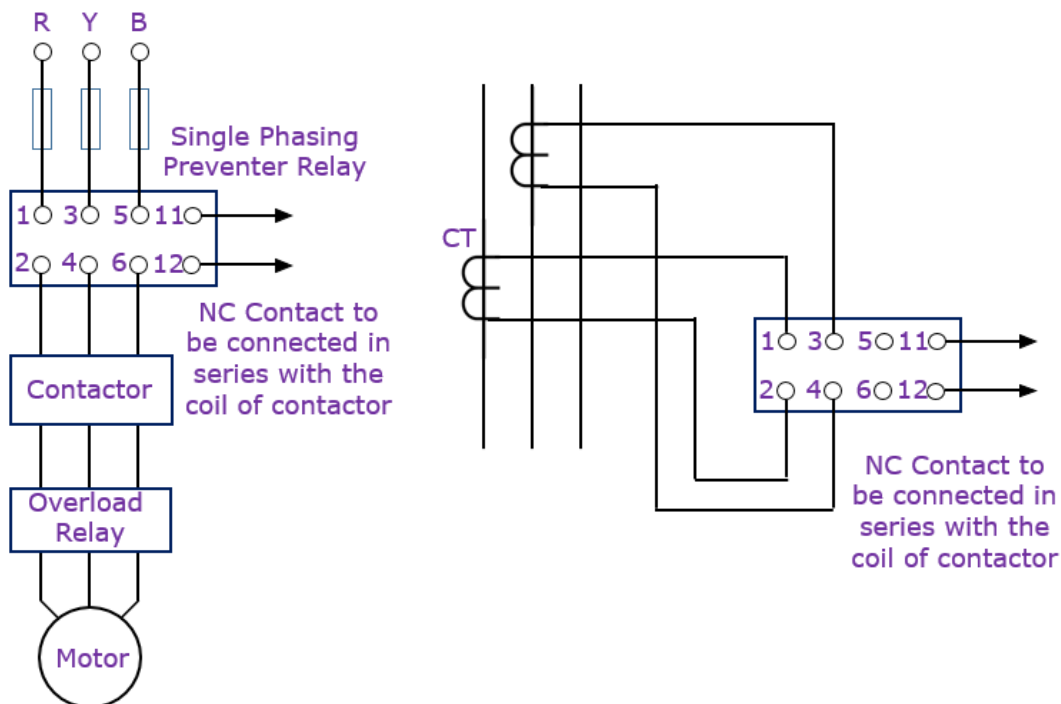 R Y B
Single Phasing
Preventer Relay
1 3 5 11
2 4 6 12
NC Contact to
be connected in
series with the
coil of contactor
Contactor
Overload
Relay
Motor
CT
1 3 5 11
2 4 6 12
NC Contact to
be connected in
series with the
coil of contactor